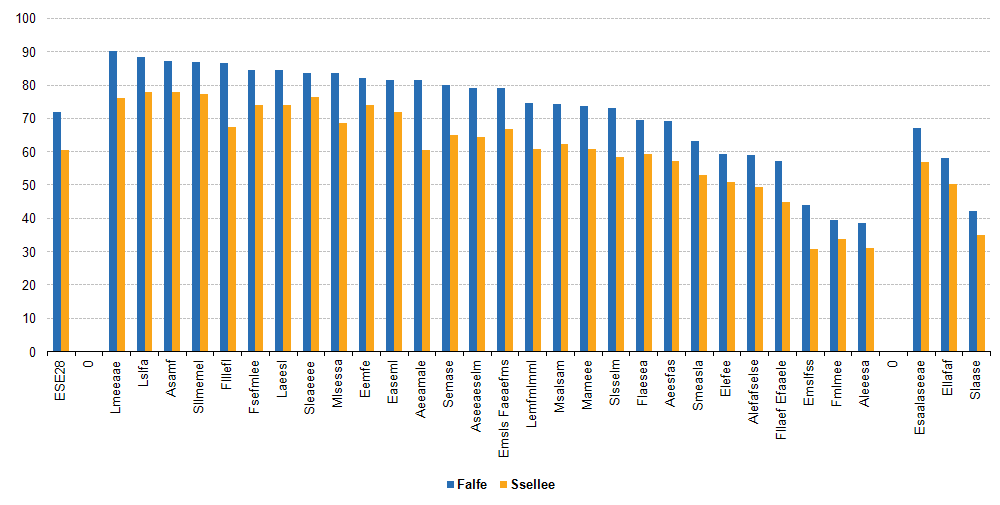 100
90
80
70
60
50
40
30
20
10
0
ESE28
0
Lmeeaae
Lslfa
Asamf
Sllmemeil
Flllefl
Fsefmlee
Laeesl
Sleaeeee
Mlsessa
Eemfe
Easeml
Aeeamale
Semase
Aseeaeselm
Emsls Faeaefms
Lemfmlmml
Msalsam
Mameee
Slsselm
Flaesea
Aeesfas
Smeasla
Elefee
Alefafselse
Fllaef Efaaele
Emslfss
Fmlmee
Aleeesa
0
Esaalaseeae
Ellafaf
Slaase
Falfe Ssellee